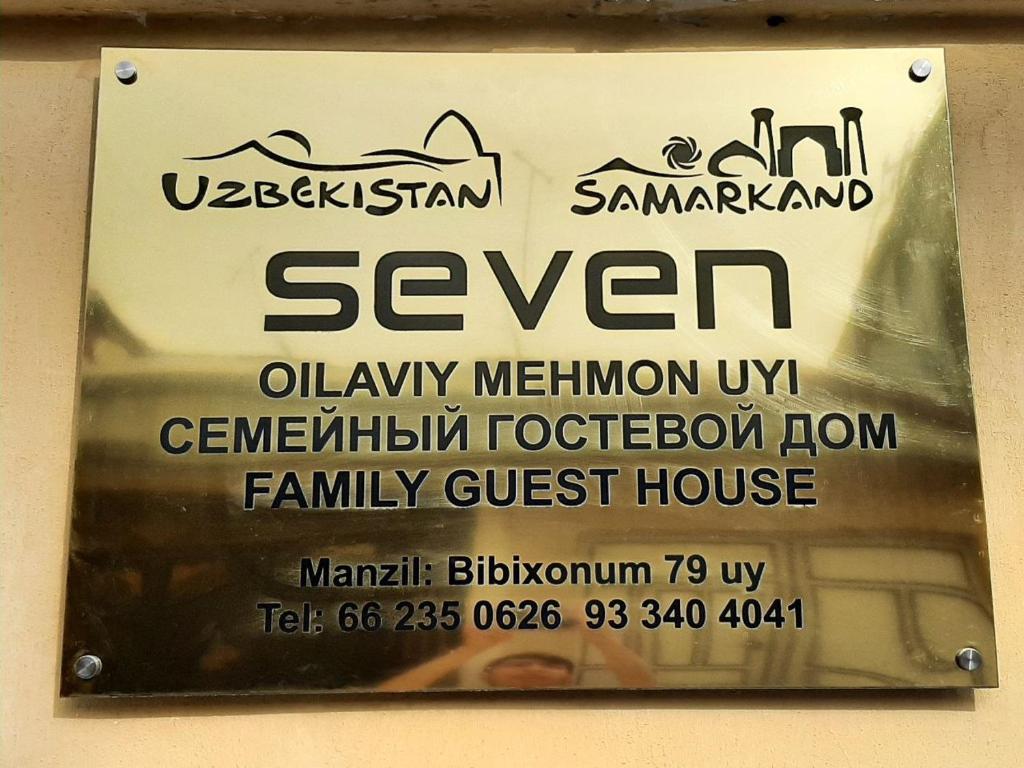 UZBEKISTAN SAMARKAND
seven
OILAVIY MEHMON UYI
СЕМЕЙНЫЙ ГОСТЕВОЙ ДОМ
FAMILY GUEST HOUSE
Manzil: Bibixonum 79 uy
Tel: 66 235 0626 93 340 4041